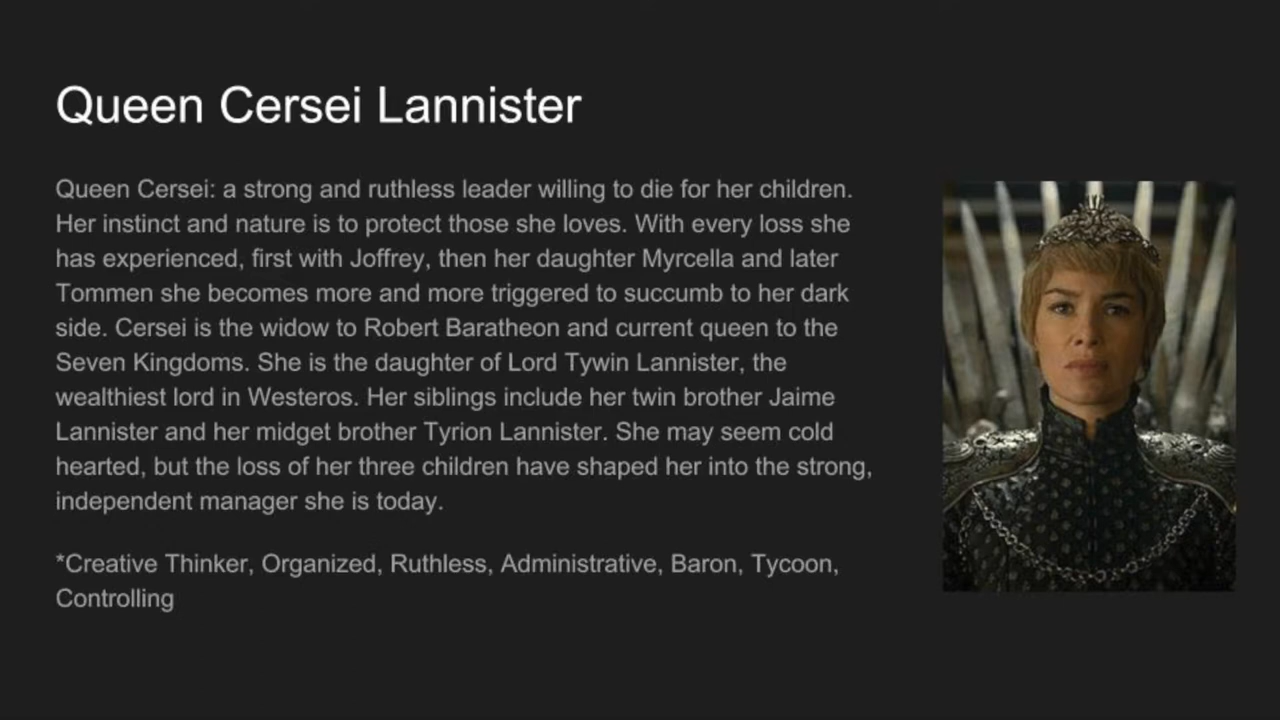 Queen Cersei Lannister
Queen Cersei: a strong and ruthless leader willing to die for her children.
Her instinct and nature is to protect those she loves. With every loss she
has experienced, first with Joffrey, then her daughter Myrcella and later
Tommen she becomes more and more triggered to succumb to her dark
side. Cersei is the widow to Robert Baratheon and current queen to the
Seven Kingdoms. She is the daughter of Lord Tywin Lannister, the
wealthiest lord in Westeros. Her siblings include her twin brother Jaime
Lannister and her midget brother Tyrion Lannister. She may seem cold
hearted, but the loss of her three children have shaped her into the strong,
independent manager she is today.
*Creative Thinker, Organized, Ruthless, Administrative, Baron, Tycoon,
Controlling